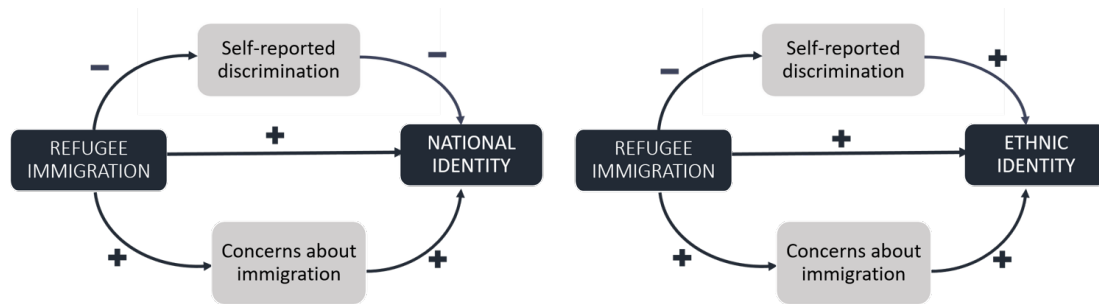 Self-reported
discrimination
−
−
+
REFUGEE
IMMIGRATION
NATIONAL
IDENTITY
+
Concerns about
immigration
+
Self-reported
discrimination
−
+
+
REFUGEE
IMMIGRATION
ETHNIC
IDENTITY
+
Concerns about
immigration
+